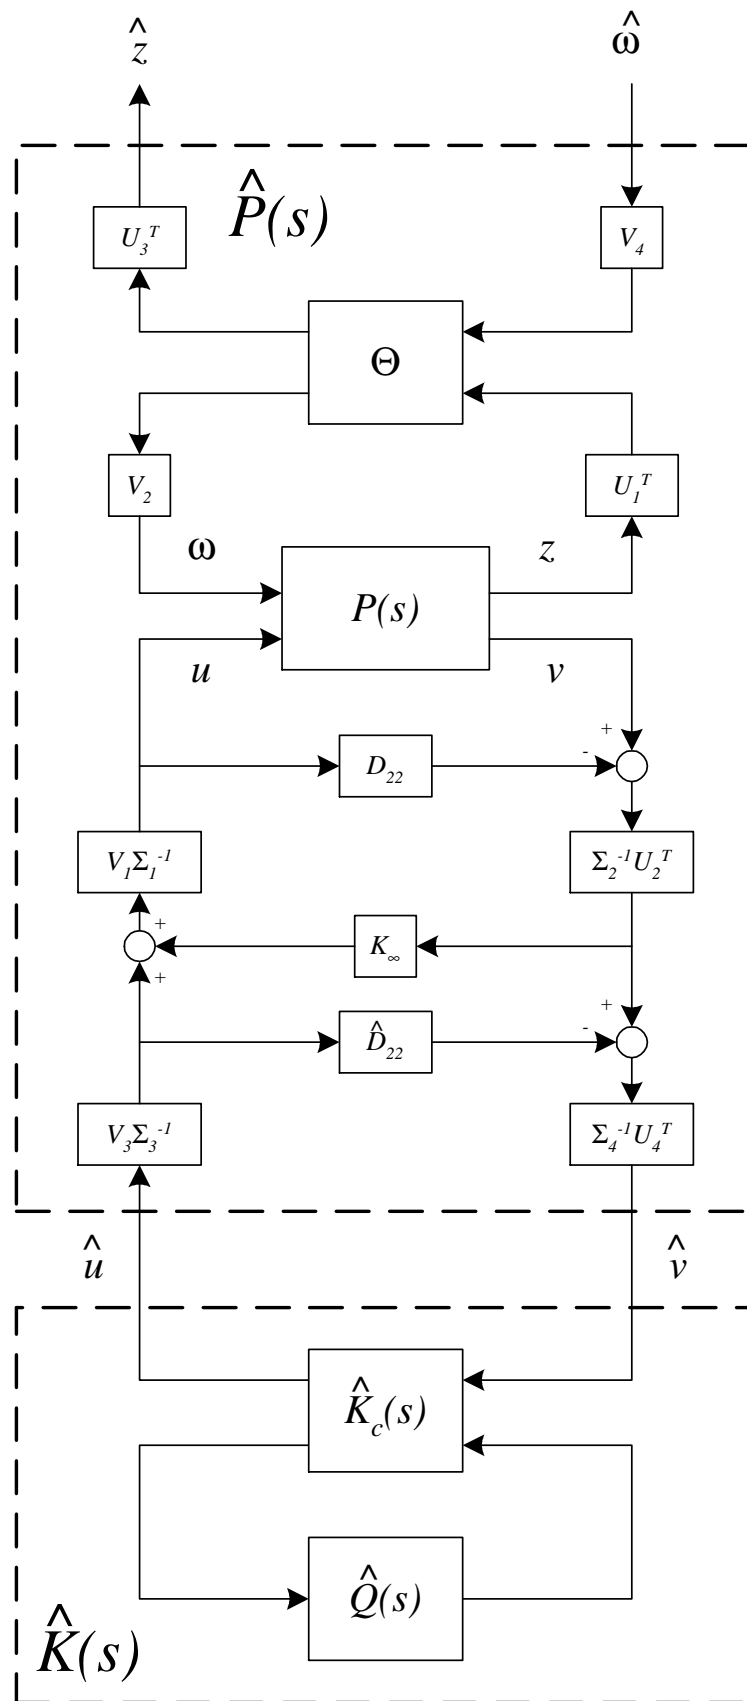 ẑ ω̂
P̂(s)
U₃ᵀ V₄
Θ
V₂ U₁ᵀ
ω z
P(s)
u v
+
D₂₂ -
V₁Σ₁⁻¹ Σ₂⁻¹U₂ᵀ
+ K∞
+ +
D̂₂₂ -
V₃Σ₃⁻¹ Σ₄⁻¹U₄ᵀ
û v̂
K̂c(s)
Q̂(s)
K̂(s)